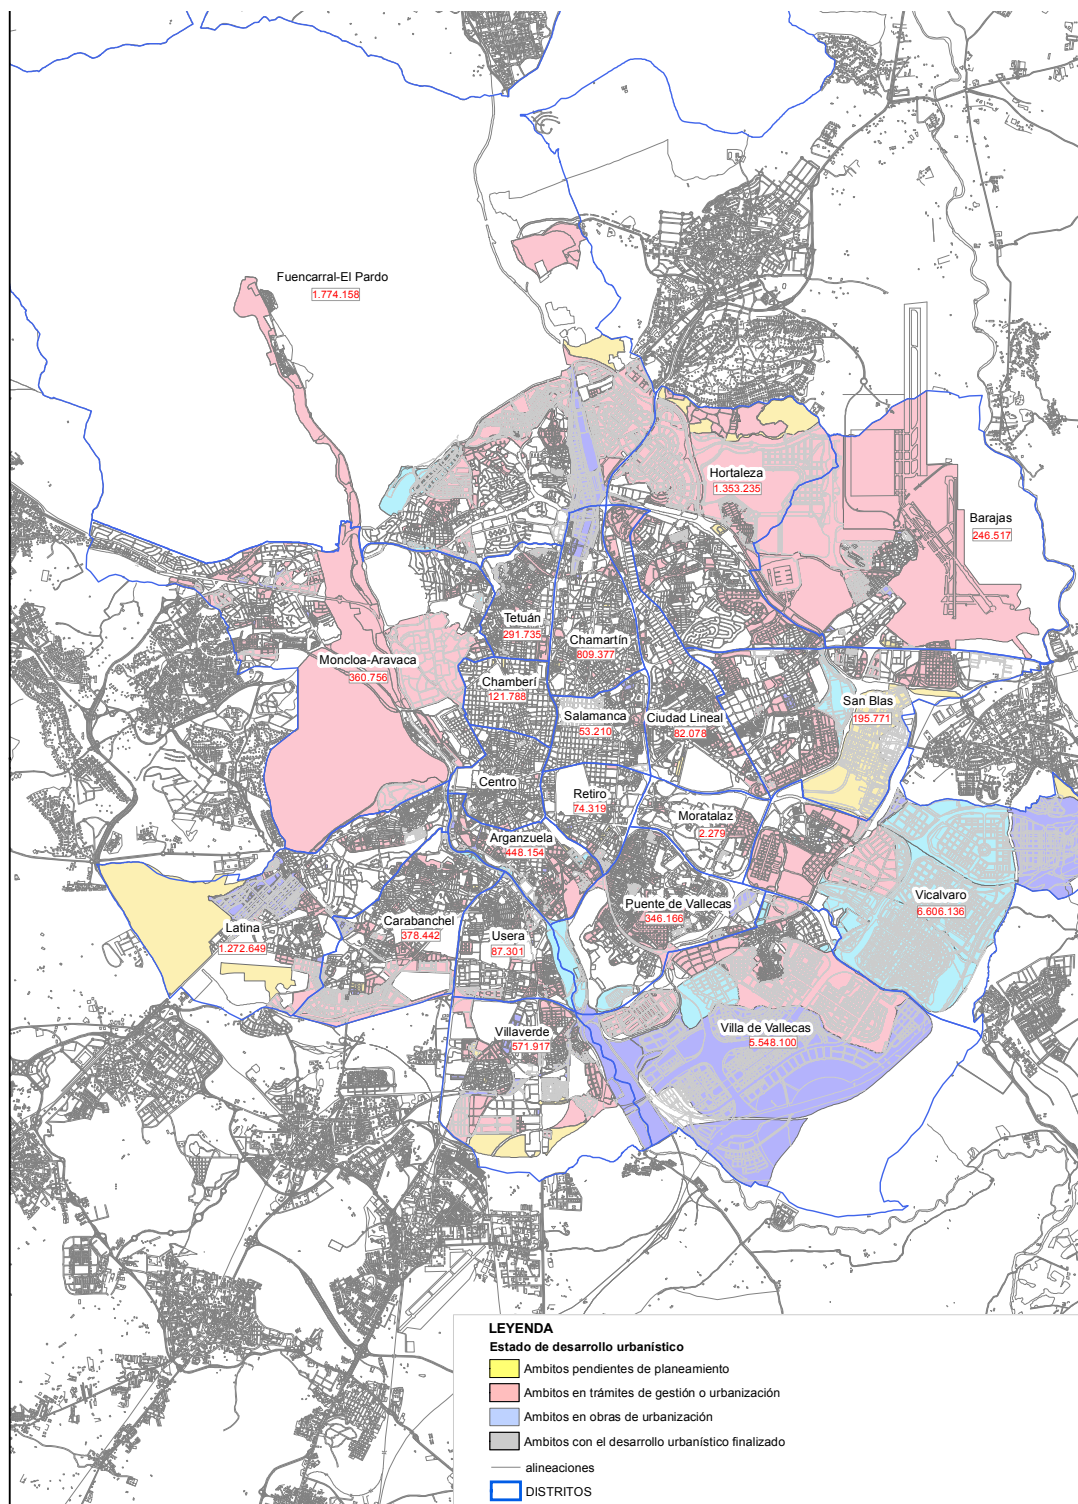 Fuencarral-El Pardo
1.774.158
Hortaleza
1.353.235
Barajas
246.517
Tetuán
291.735
Chamartín
809.377
Moncloa-Aravaca
360.756
Chamberí
121.788
San Blas
195.771
Salamanca
53.210
Ciudad Lineal
82.078
Centro
Retiro
74.319
Moratalaz
2.279
Arganzuela
448.154
Vicalvaro
6.606.136
Puente de Vallecas
346.166
Carabanchel
378.442
Latina
1.272.649
Usera
87.301
Villaverde
571.917
Villa de Vallecas
5.548.100
LEYENDA
Estado de desarrollo urbanístico
Ambitos pendientes de planeamiento
Ambitos en trámites de gestión o urbanización
Ambitos en obras de urbanización
Ambitos con el desarrollo urbanístico finalizado
alineaciones
DISTRITOS